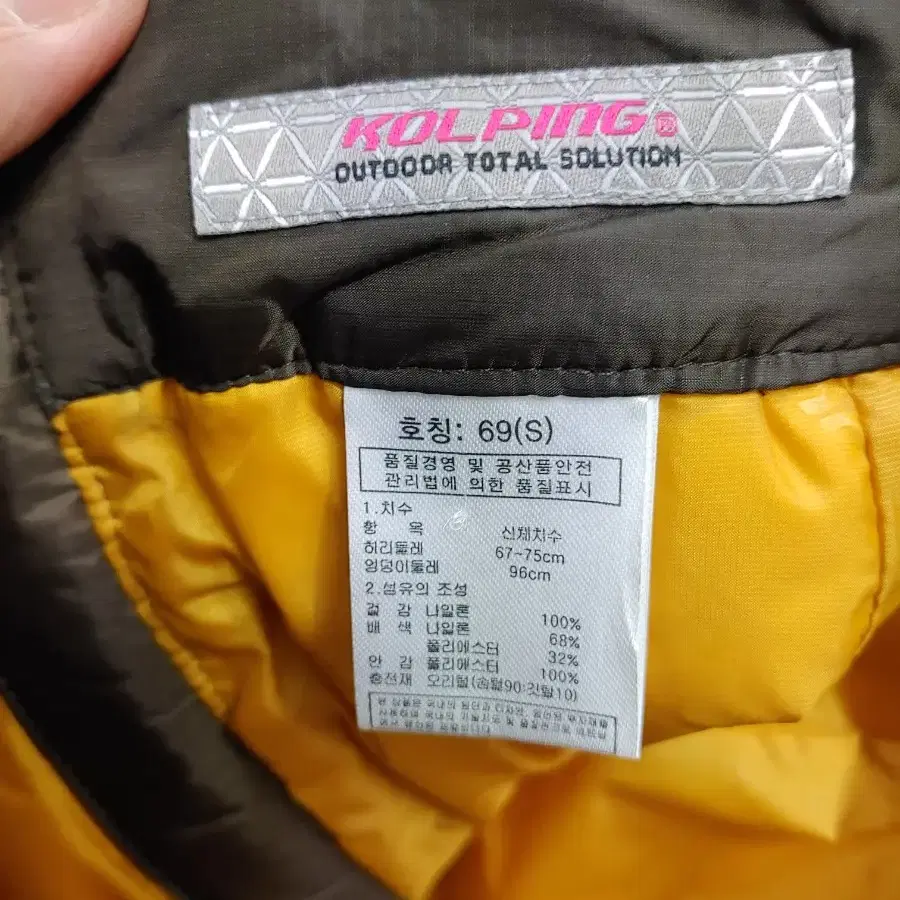 KOLPING
OUTDOOR TOTAL SOLUTION
호칭: 69(S)
품질경영 및 공산품안전
관리법에 의한 품질표시
1.치수
항 목 신체치수
허리둘레 67~75cm
엉덩이둘레 96cm
2.섬유의 조성
겉 감 나일론 100%
배 색 나일론 68%
폴리에스터 32%
안 감 폴리에스터 100%
충전재 오리털(솜털90:깃털10)